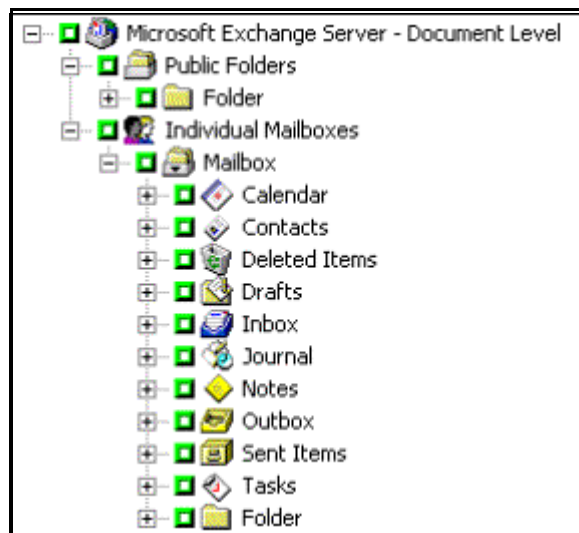 Microsoft Exchange Server - Document Level
Public Folders
Folder
Individual Mailboxes
Mailbox
Calendar
Contacts
Deleted Items
Drafts
Inbox
Journal
Notes
Outbox
Sent Items
Tasks
Folder